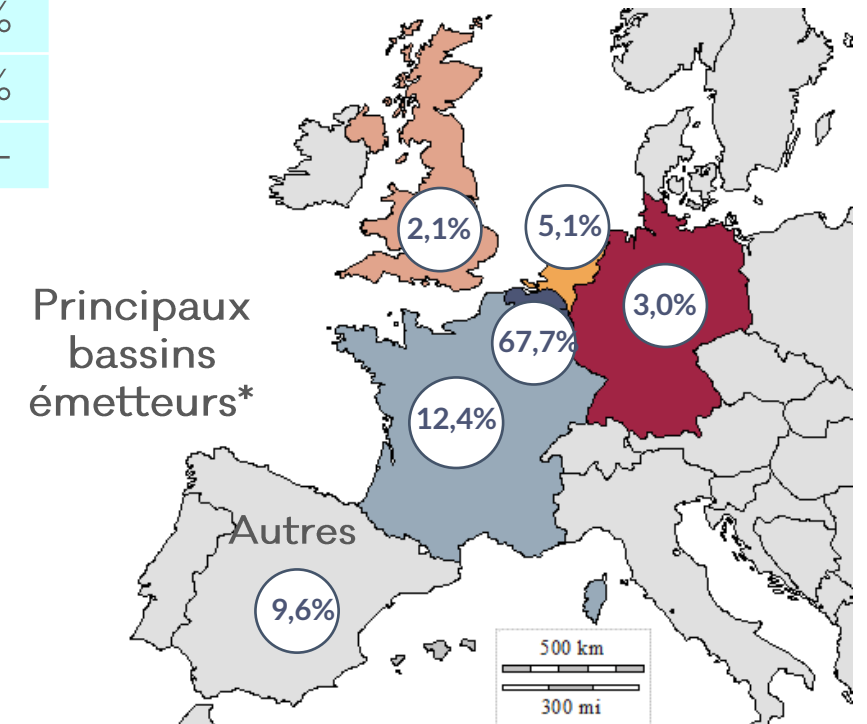 %
%
-
2,1%
5,1%
3,0%
Principaux
bassins
émetteurs*
67,7%
12,4%
Autres
9,6%
500 km
300 mi